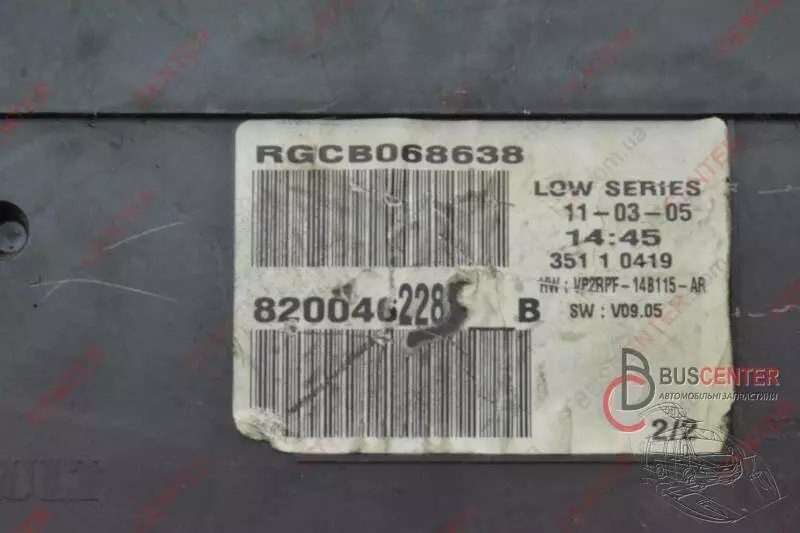 RGCB068638
LOW SERIES
11-03-05
14:45
351 1 0419
HW : VP2RPF-14B115-AR
SW : V09.05
820046228 B
BUSCENTER
АВТОМОБІЛЬНІ ЗАПЧАСТИНИ
2/2